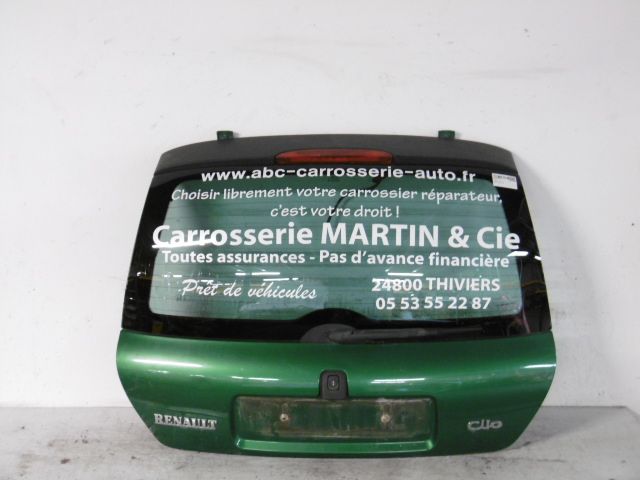 www.abc-carrosserie-auto.fr
Choisir librement votre carrossier réparateur,
c'est votre droit !
Carrosserie MARTIN & Cie
Toutes assurances - Pas d'avance financière
Prêt de véhicules
24800 THIVIERS
05 53 55 22 87
RENAULT
Clio